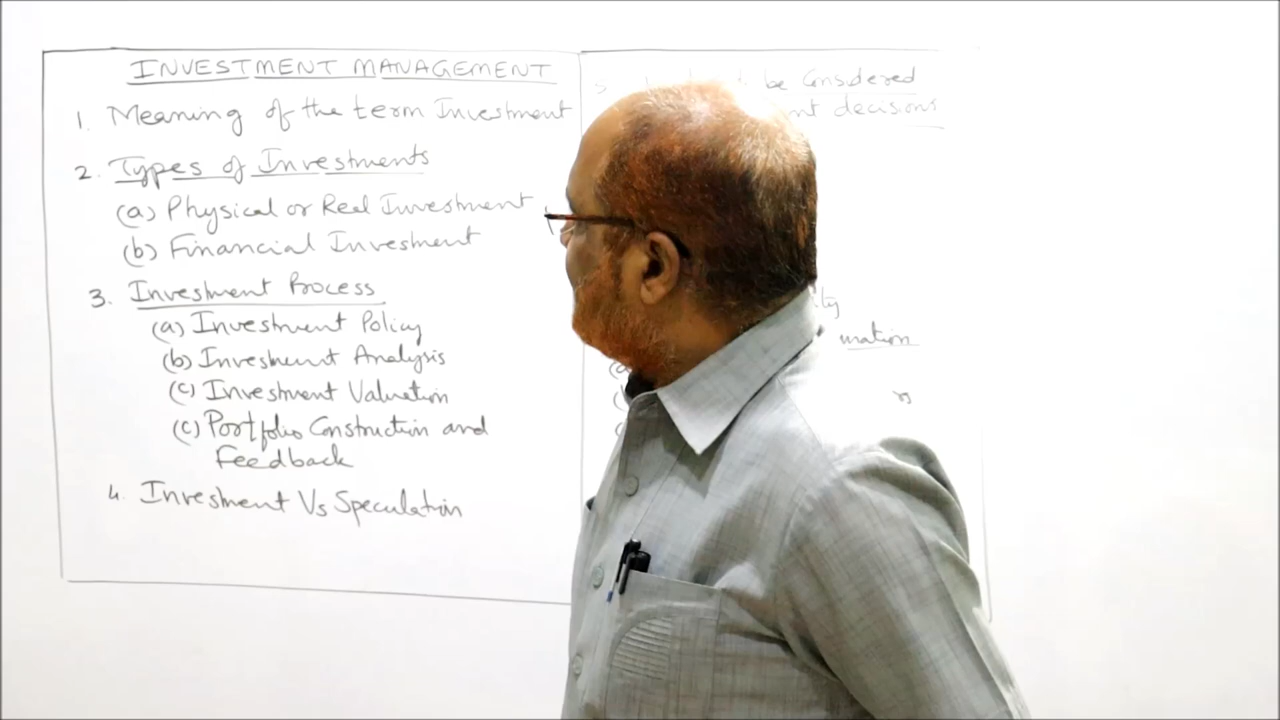 INVESTMENT MANAGEMENT
1. Meaning of the term Investment
2. Types of Investments
(a) Physical or Real Investment
(b) Financial Investment
3. Investment Process
(a) Investment Policy
(b) Investment Analysis
(c) Investment Valuation
(c) Portfolio Construction and
Feedback
4. Investment Vs Speculation
5
be Considered
decisions